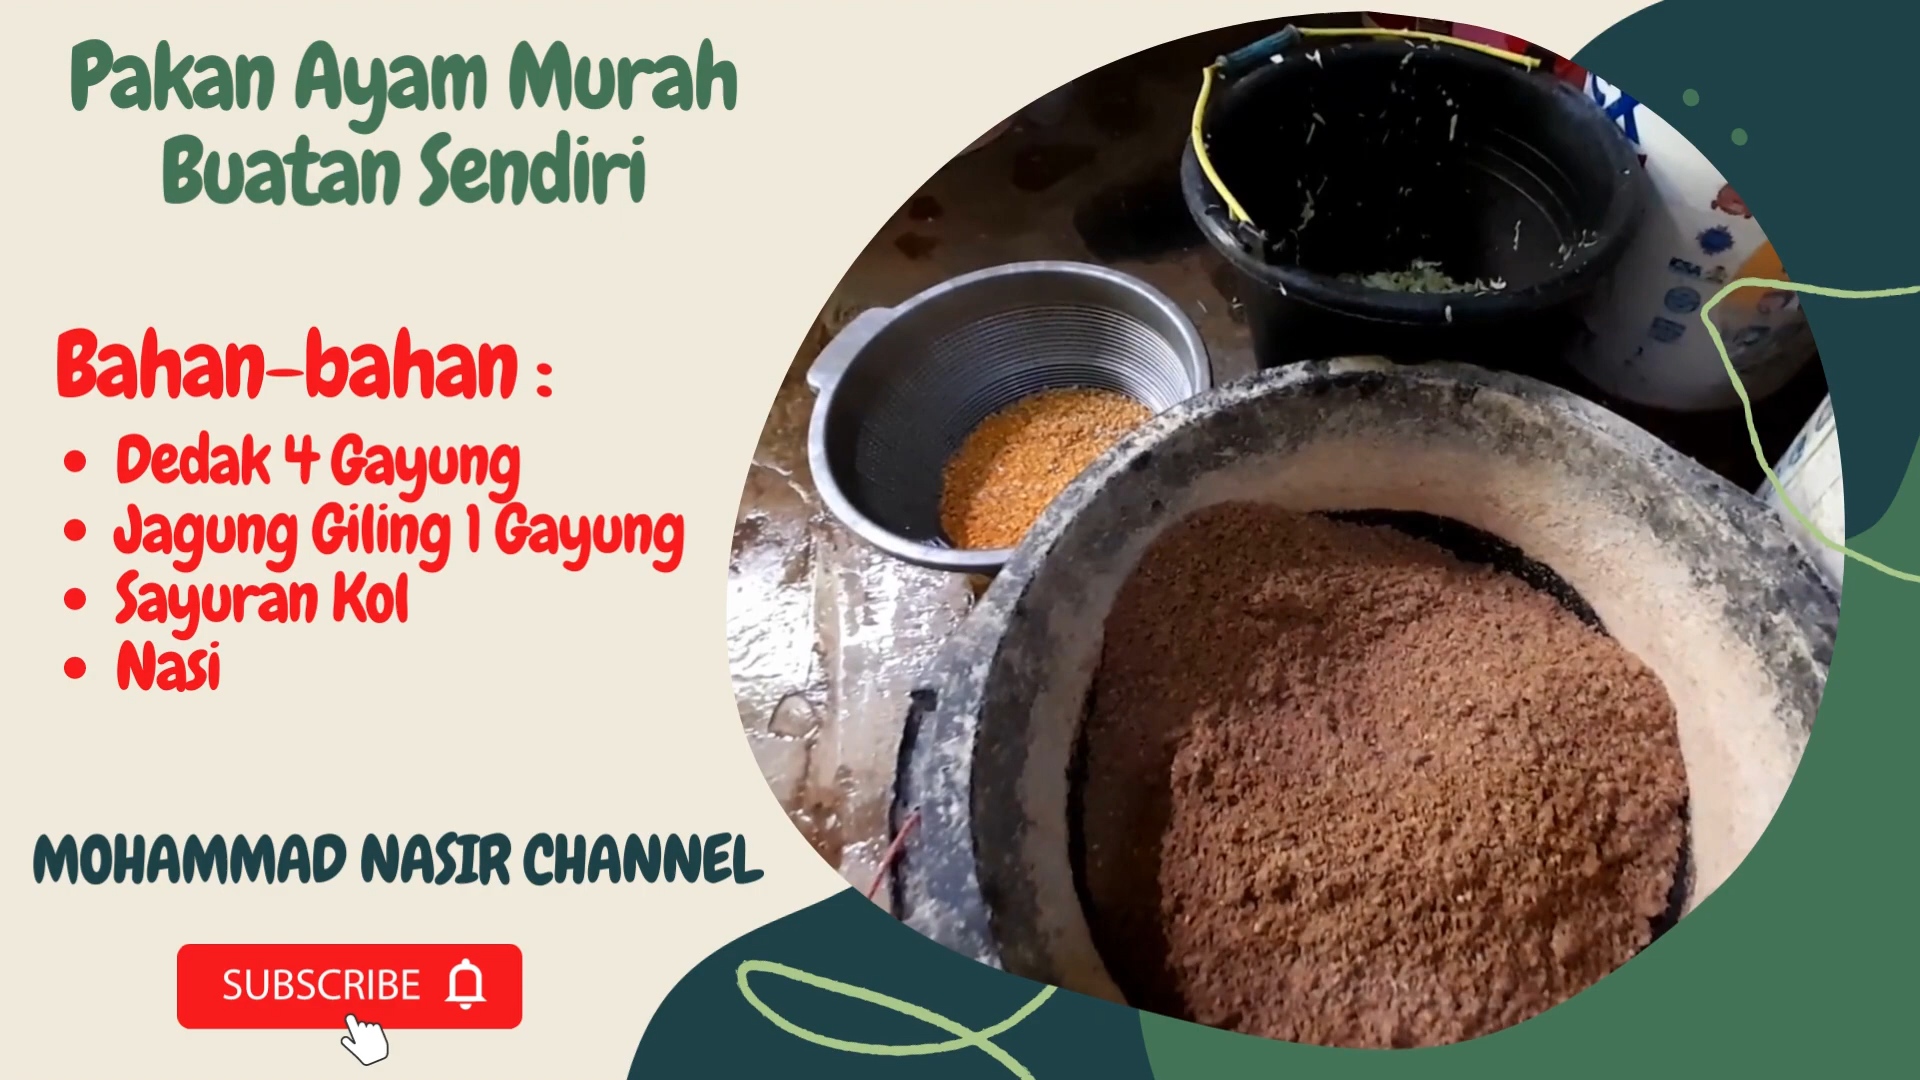 Pakan Ayam Murah
Buatan Sendiri
Bahan-bahan :
• Dedak 4 Gayung
• Jagung Giling 1 Gayung
• Sayuran Kol
• Nasi
MOHAMMAD NASIR CHANNEL
SUBSCRIBE